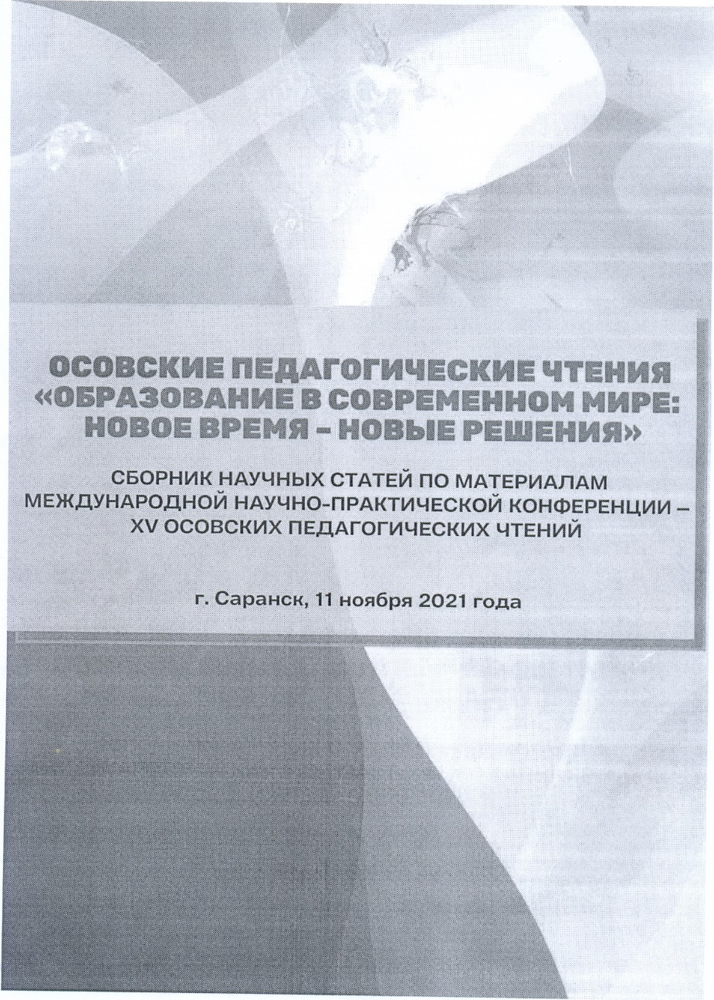 ОСОВСКИЕ ПЕДАГОГИЧЕСКИЕ ЧТЕНИЯ
«ОБРАЗОВАНИЕ В СОВРЕМЕННОМ МИРЕ:
НОВОЕ ВРЕМЯ – НОВЫЕ РЕШЕНИЯ»
СБОРНИК НАУЧНЫХ СТАТЕЙ ПО МАТЕРИАЛАМ
МЕЖДУНАРОДНОЙ НАУЧНО-ПРАКТИЧЕСКОЙ КОНФЕРЕНЦИИ –
XV ОСОВСКИХ ПЕДАГОГИЧЕСКИХ ЧТЕНИЙ
г. Саранск, 11 ноября 2021 года